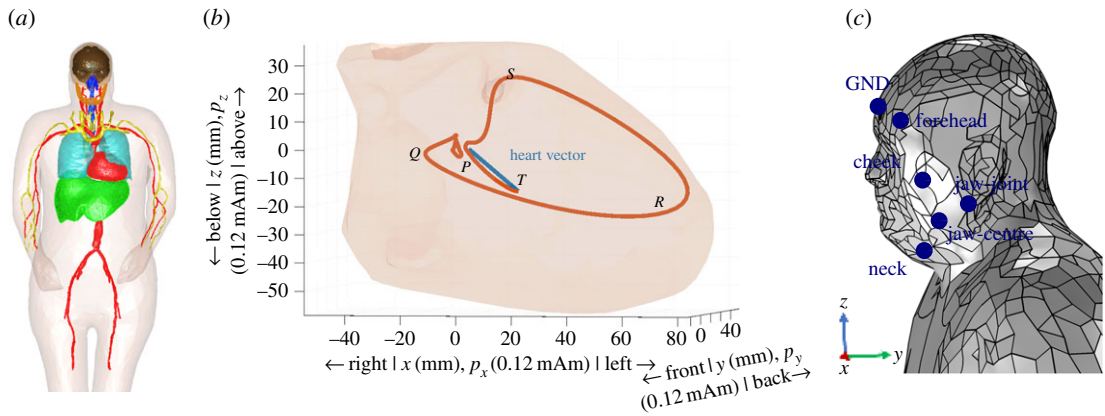 (a)
(b)
(c)
30
20
10
0
–10
–20
–30
–40
–50
← below | z (mm), p_z
(0.12 mAm) | above →
S
Q
P
T
R
heart vector
–40
–20
0
20
40
60
80
0
40
← right | x (mm), p_x (0.12 mAm) | left →
← front | y (mm), p_y
(0.12 mAm) | back →
GND
forehead
cheek
jaw-joint
jaw-centre
neck
z
y
x